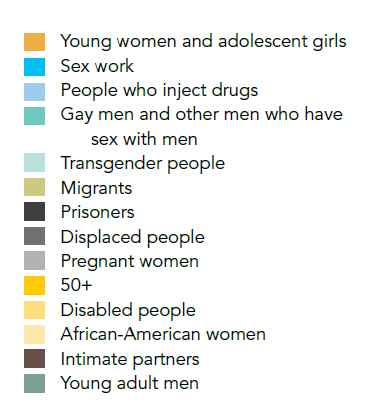 Young women and adolescent girls
Sex work
People who inject drugs
Gay men and other men who have
sex with men
Transgender people
Migrants
Prisoners
Displaced people
Pregnant women
50+
Disabled people
African-American women
Intimate partners
Young adult men